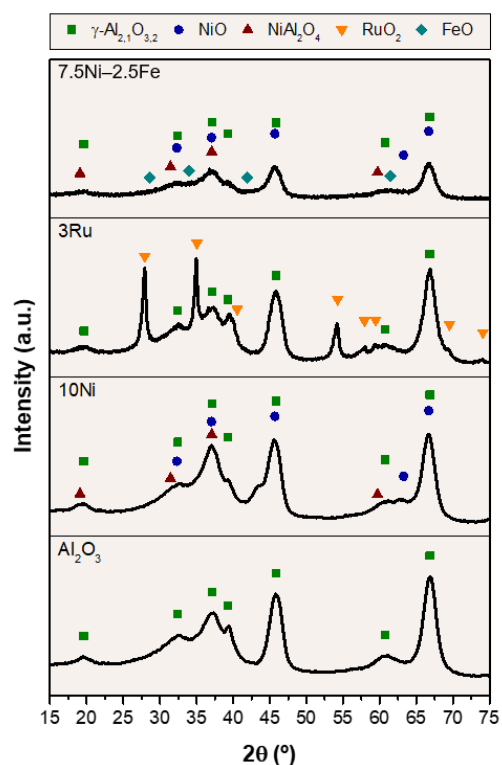 γ-Al₂,₁O₃,₂ NiO NiAl₂O₄ RuO₂ FeO
7.5Ni–2.5Fe
3Ru
10Ni
Al₂O₃
Intensity (a.u.)
15 20 25 30 35 40 45 50 55 60 65 70 75
2θ (º)